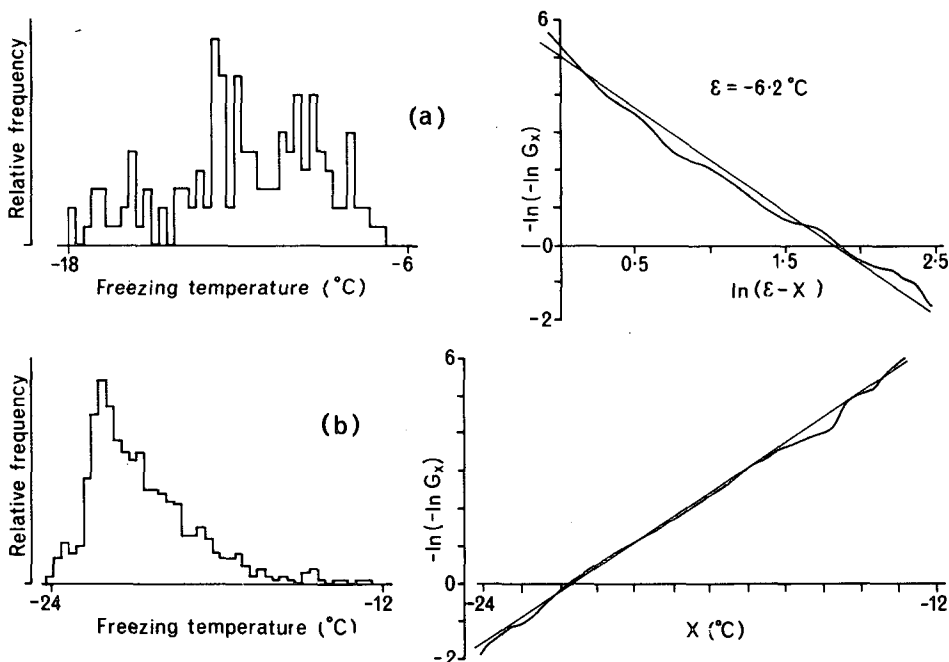 Relative frequency
(a)
-18
-6
Freezing temperature (°C)
6
-ln(-ln Gx)
ε = -6·2 °C
0
0.5
1.5
2.5
ln (ε-X)
-2
Relative frequency
(b)
-24
-12
Freezing temperature (°C)
6
-ln(-ln Gx)
0
-24
-12
X (°C)
-2